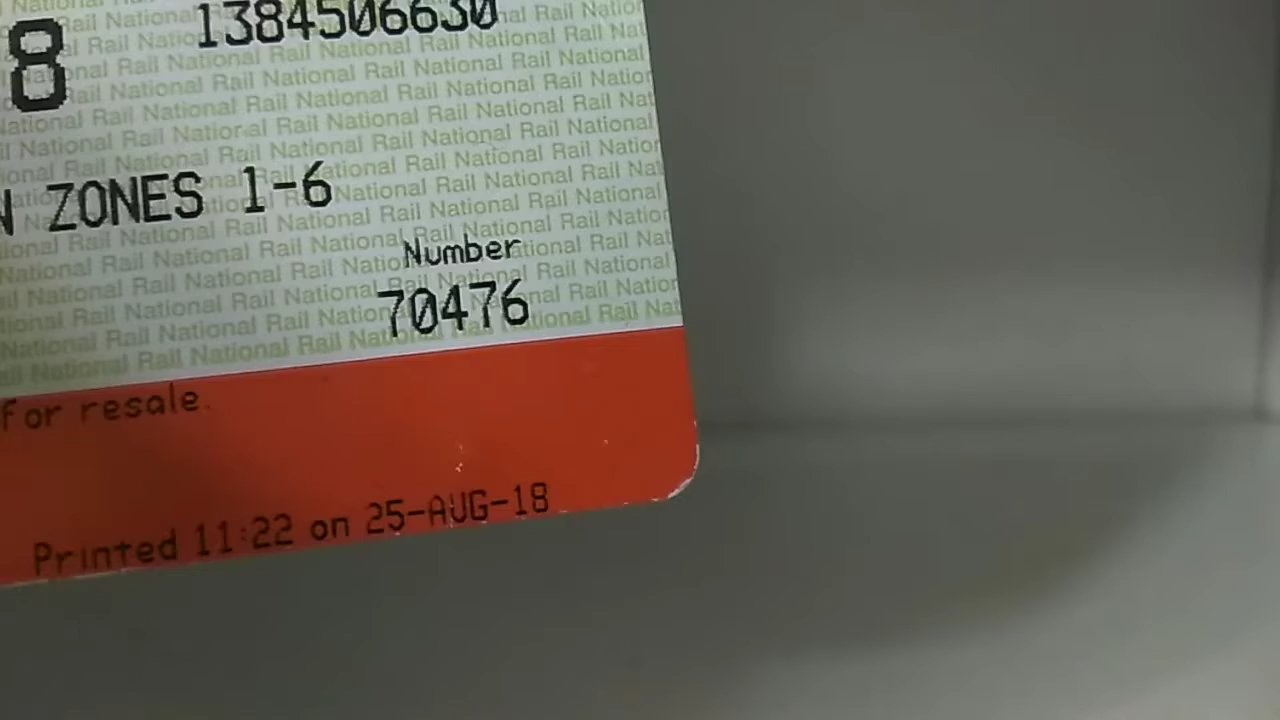 8 1384506630
ZONES 1-6
Number
70476
for resale.
Printed 11:22 on 25-AUG-18